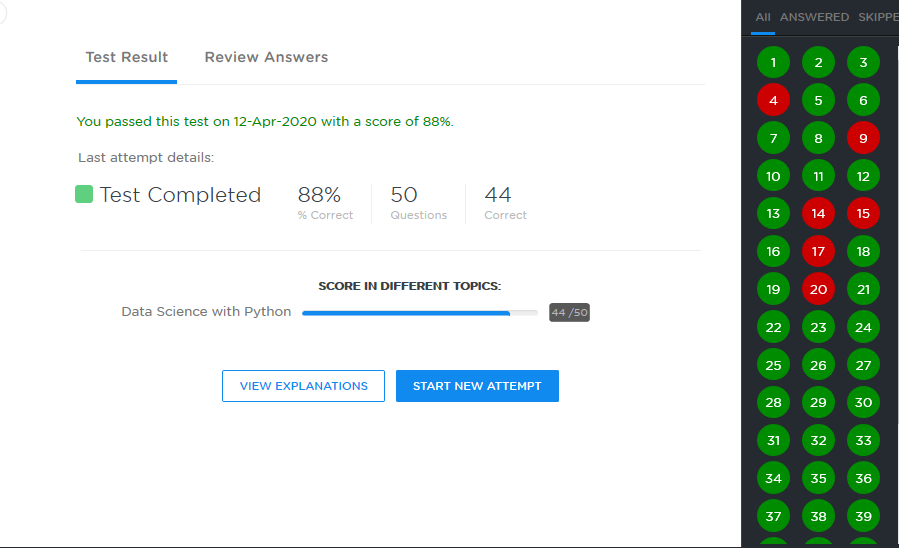 Test Result
Review Answers
You passed this test on 12-Apr-2020 with a score of 88%.
Last attempt details:
Test Completed
88%
50
44
% Correct
Questions
Correct
SCORE IN DIFFERENT TOPICS:
Data Science with Python
44 /50
VIEW EXPLANATIONS
START NEW ATTEMPT
All ANSWERED SKIPPE
1 2 3
4 5 6
7 8 9
10 11 12
13 14 15
16 17 18
19 20 21
22 23 24
25 26 27
28 29 30
31 32 33
34 35 36
37 38 39